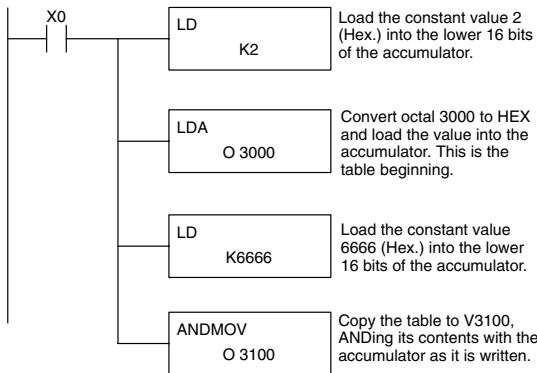 X0
LD
K2
Load the constant value 2
(Hex.) into the lower 16 bits
of the accumulator.
LDA
O 3000
Convert octal 3000 to HEX
and load the value into the
accumulator. This is the
table beginning.
LD
K6666
Load the constant value
6666 (Hex.) into the lower
16 bits of the accumulator.
ANDMOV
O 3100
Copy the table to V3100,
ANDing its contents with the
accumulator as it is written.